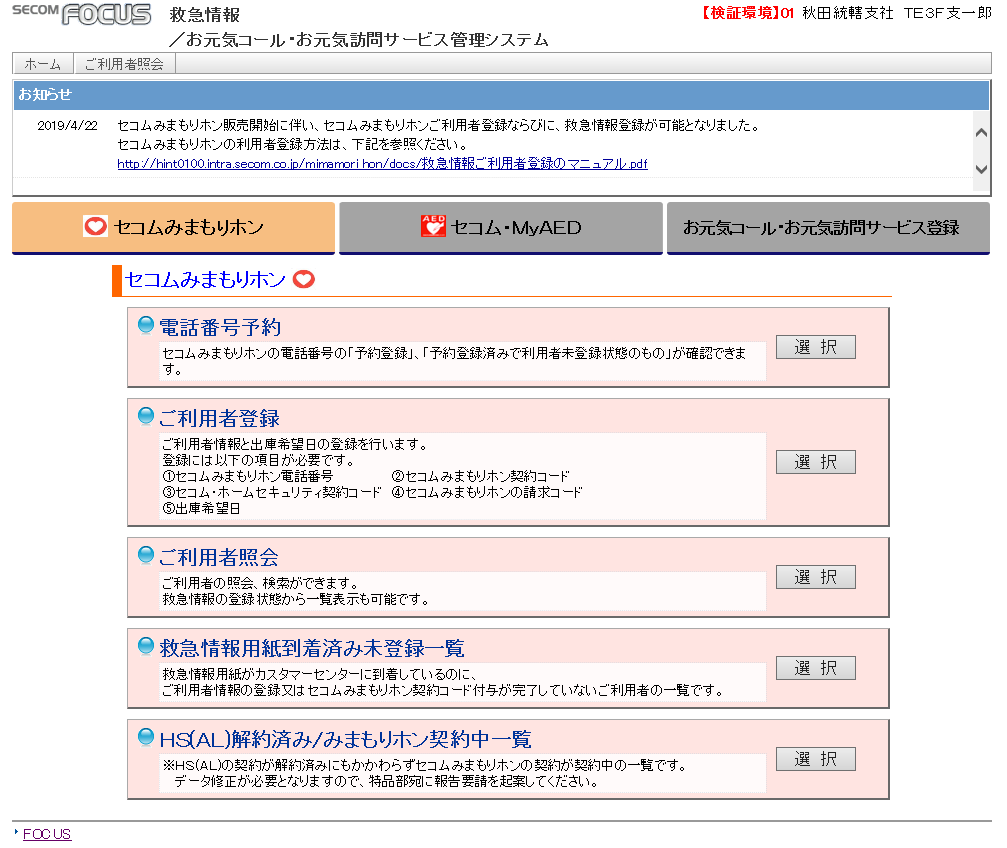 SECOM FOCUS 救急情報
／お元気コール・お元気訪問サービス管理システム
【検証環境】01 秋田統轄支社 TE3F支一郎
ホーム ご利用者照会
お知らせ
2019/4/22 セコムみまもりホン販売開始に伴い、セコムみまもりホンご利用者登録ならびに、救急情報登録が可能となりました。
セコムみまもりホンの利用者登録方法は、下記を参照ください。
http://hint0100.intra.secom.co.jp/mimamori hon/docs/救急情報ご利用者登録のマニュアル.pdf
セコムみまもりホン
AED セコム・MyAED
お元気コール・お元気訪問サービス登録
セコムみまもりホン
電話番号予約
セコムみまもりホンの電話番号の「予約登録」、「予約登録済みで利用者未登録状態のもの」が確認できま
す。
選 択
ご利用者登録
ご利用者情報と出庫希望日の登録を行います。
登録には以下の項目が必要です。
①セコムみまもりホン電話番号 ②セコムみまもりホン契約コード
③セコム・ホームセキュリティ契約コード ④セコムみまもりホンの請求コード
⑤出庫希望日
選 択
ご利用者照会
ご利用者の照会、検索ができます。
救急情報の登録状態から一覧表示も可能です。
選 択
救急情報用紙到着済み未登録一覧
救急情報用紙がカスタマーセンターに到着しているのに、
ご利用者情報の登録又はセコムみまもりホン契約コード付与が完了していないご利用者の一覧です。
選 択
HS(AL)解約済み/みまもりホン契約中一覧
※HS(AL)の契約が解約済みにもかかわらずセコムみまもりホンの契約が契約中の一覧です。
データ修正が必要となりますので、特品部宛に報告要請を起案してください。
選 択
FOCUS